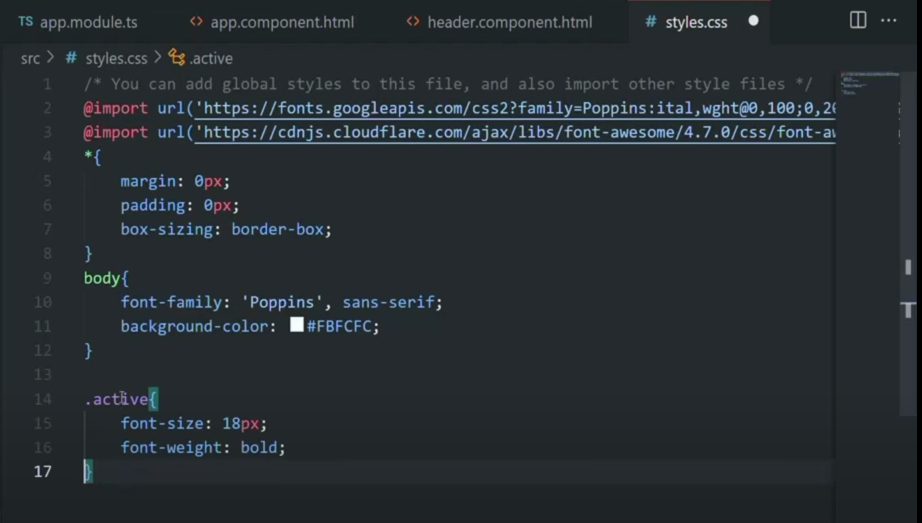 TS app.module.ts <> app.component.html <> header.component.html # styles.css
src > # styles.css > .active
1 /* You can add global styles to this file, and also import other style files */
2 @import url('https://fonts.googleapis.com/css2?family=Poppins:ital,wght@0,100;0,20
3 @import url('https://cdnjs.cloudflare.com/ajax/libs/font-awesome/4.7.0/css/font-aw
4 *{
5 margin: 0px;
6 padding: 0px;
7 box-sizing: border-box;
8 }
9 body{
10 font-family: 'Poppins', sans-serif;
11 background-color: #FBFCFC;
12 }
13
14 .active{
15 font-size: 18px;
16 font-weight: bold;
17 }